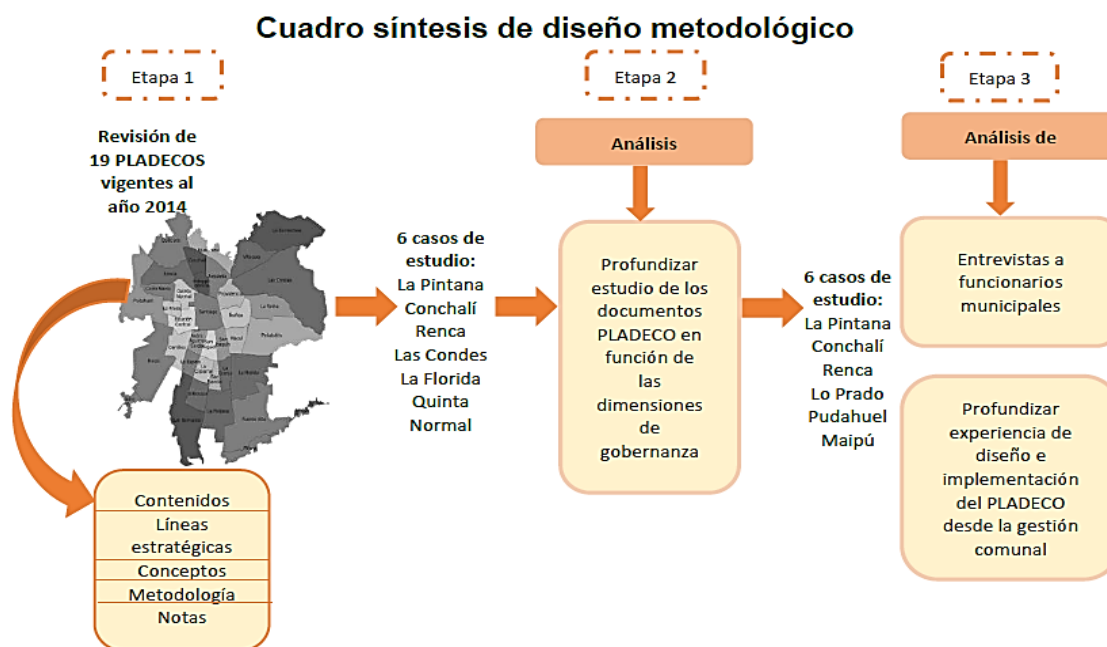 Cuadro síntesis de diseño metodológico
Etapa 1
Revisión de
19 PLADECOS
vigentes al
año 2014
Contenidos
Líneas
estratégicas
Conceptos
Metodología
Notas
6 casos de
estudio:
La Pintana
Conchalí
Renca
Las Condes
La Florida
Quinta
Normal
Etapa 2
Análisis
Profundizar
estudio de los
documentos
PLADECO en
función de
las
dimensiones
de
gobernanza
6 casos de
estudio:
La Pintana
Conchalí
Renca
Lo Prado
Pudahuel
Maipú
Etapa 3
Análisis de
Entrevistas a
funcionarios
municipales
Profundizar
experiencia de
diseño e
implementación
del PLADECO
desde la gestión
comunal